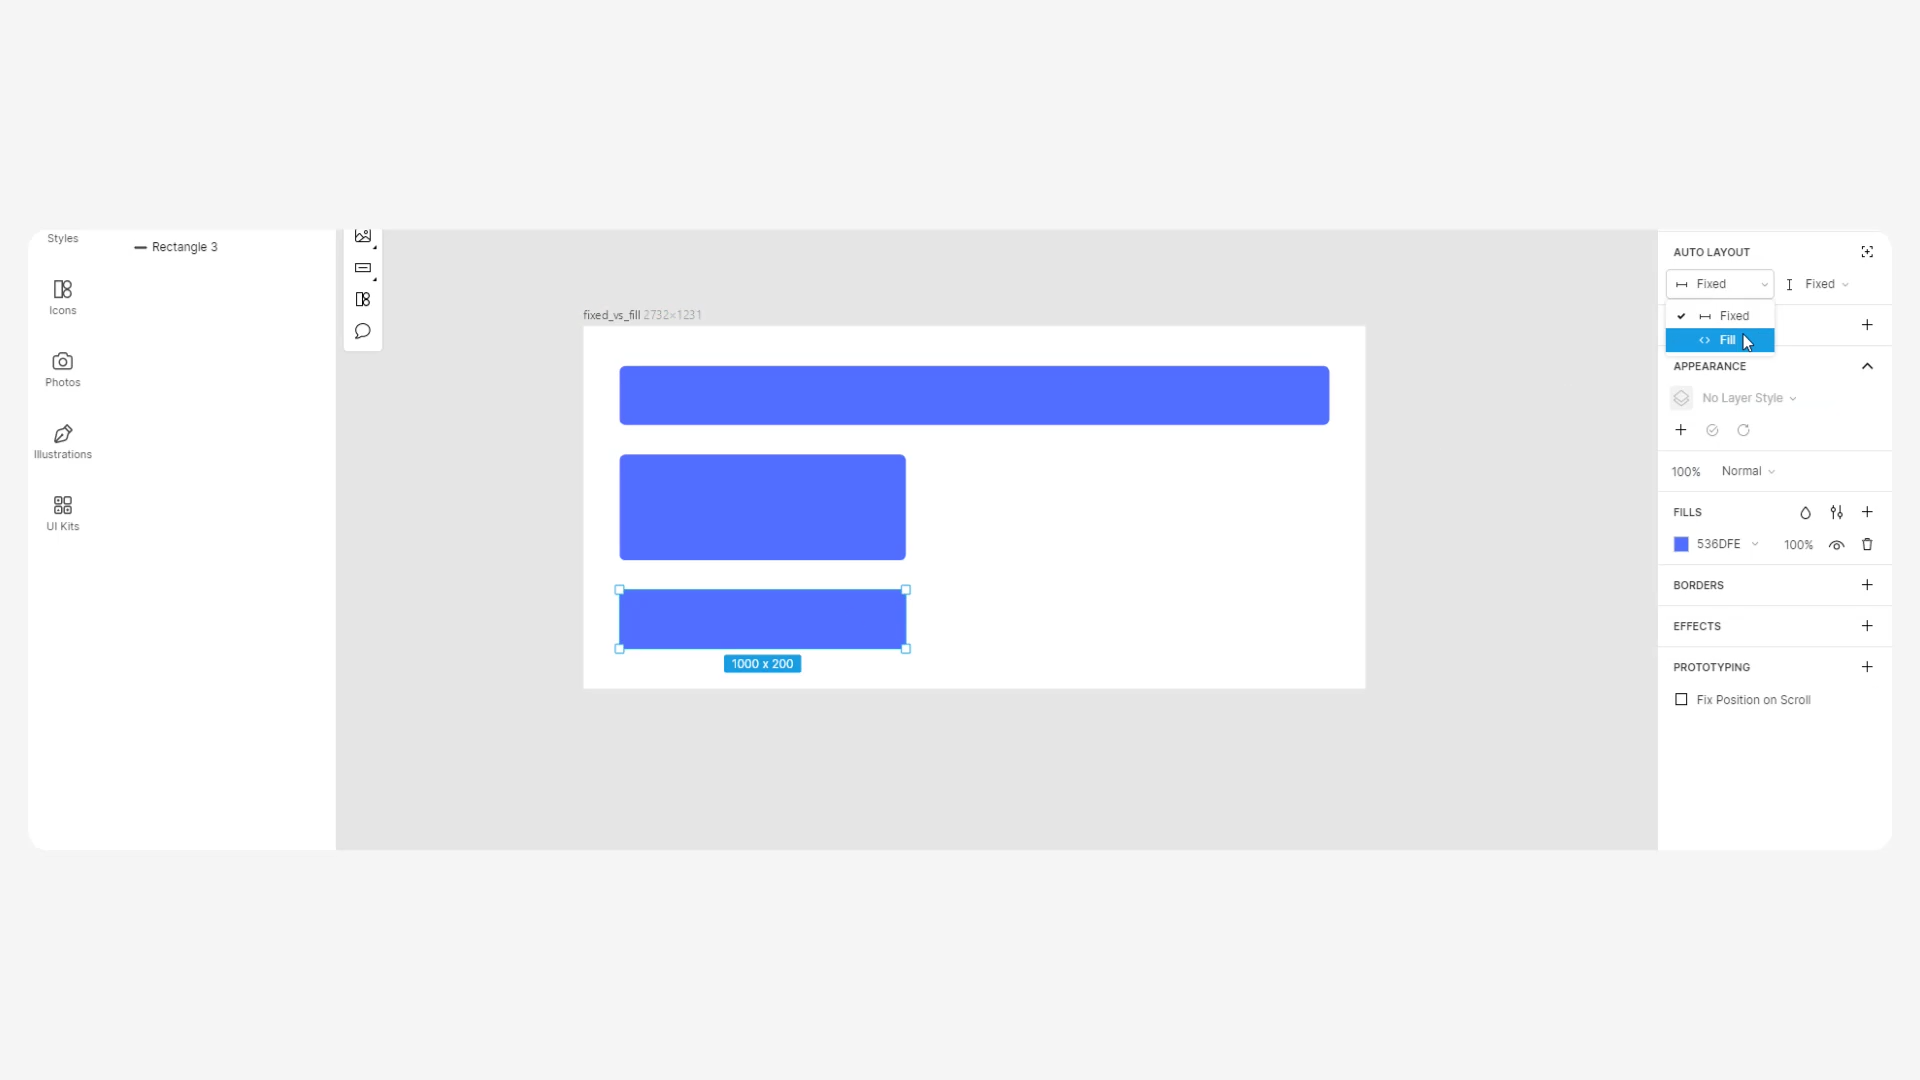 Styles
Icons
Photos
Illustrations
UI Kits
Rectangle 3
fixed_vs_fill 2732×1231
1000 x 200
AUTO LAYOUT
Fixed Fixed
Fixed
Fill
APPEARANCE
No Layer Style
100% Normal
FILLS
536DFE 100%
BORDERS
EFFECTS
PROTOTYPING
Fix Position on Scroll